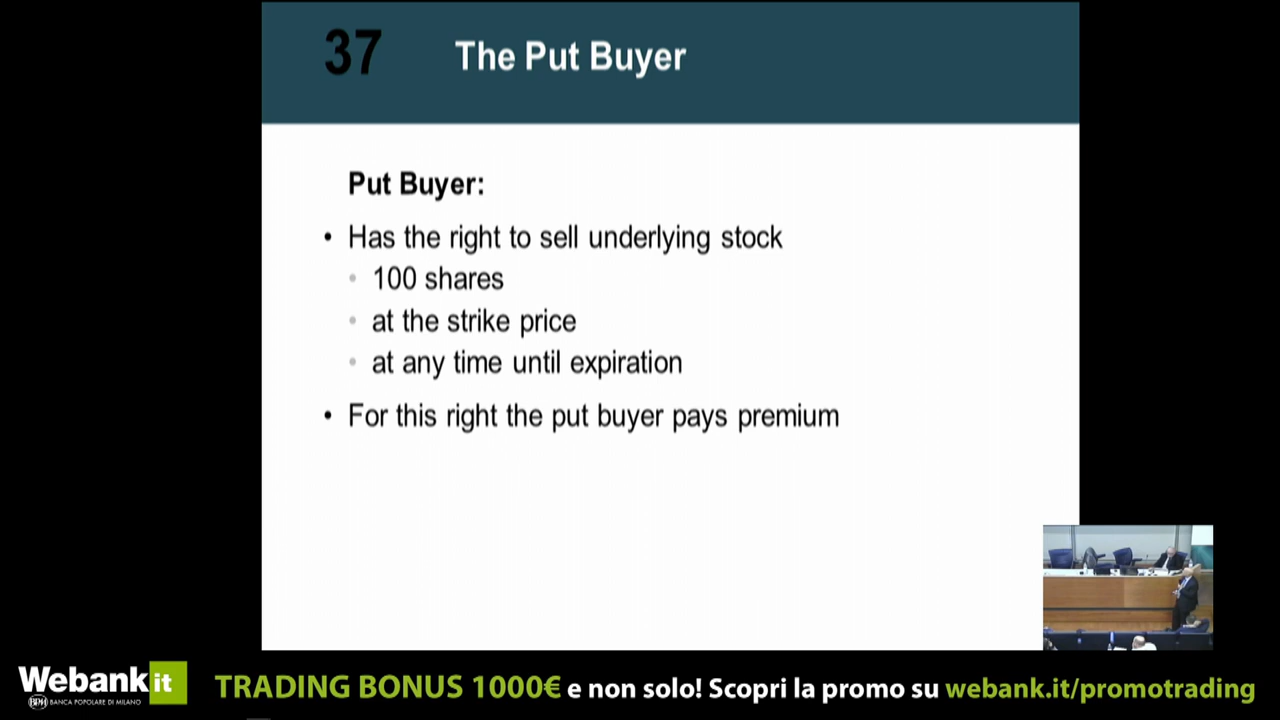 37 The Put Buyer
Put Buyer:
• Has the right to sell underlying stock
• 100 shares
• at the strike price
• at any time until expiration
• For this right the put buyer pays premium
Webank it
BPM BANCA POPOLARE DI MILANO
TRADING BONUS 1000€ e non solo! Scopri la promo su webank.it/promotrading